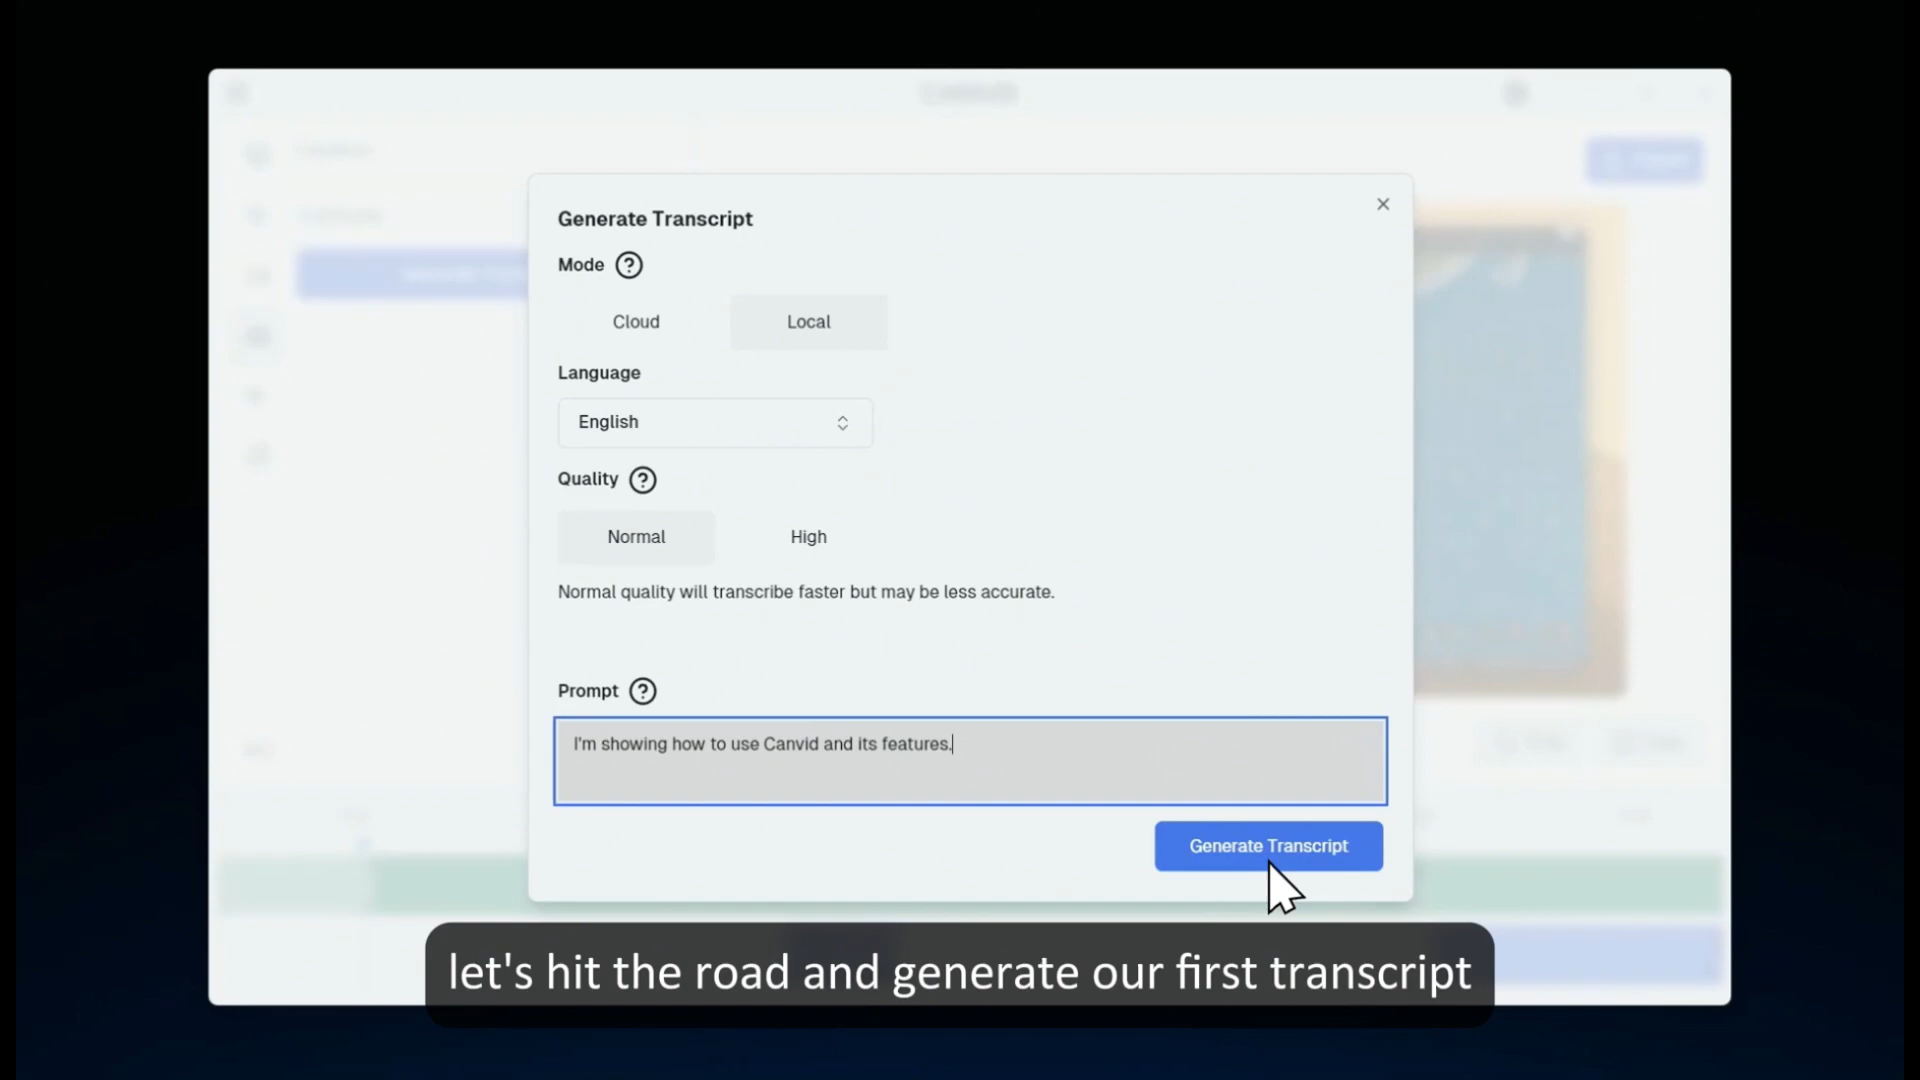 Generate Transcript
Mode
Cloud
Local
Language
English
Quality
Normal
High
Normal quality will transcribe faster but may be less accurate.
Prompt
I'm showing how to use Canvid and its features.
Generate Transcript
let's hit the road and generate our first transcript